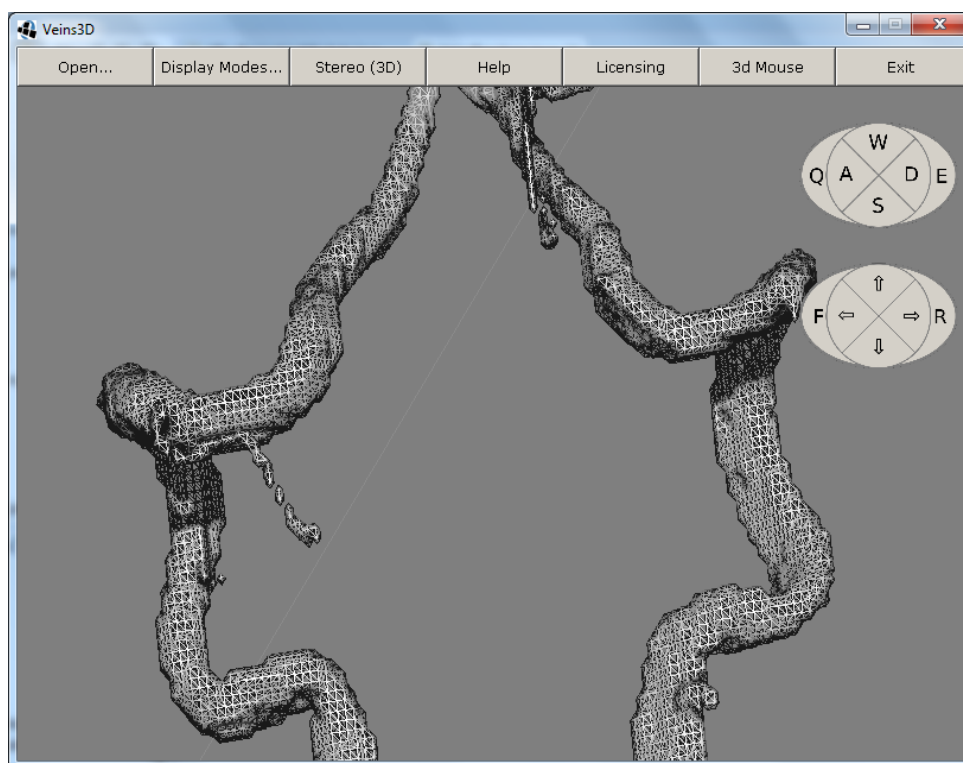 Veins3D
Open... Display Modes... Stereo (3D) Help Licensing 3d Mouse Exit
W
Q A D E
S
⇧
F ⇦ ⇨ R
⇩